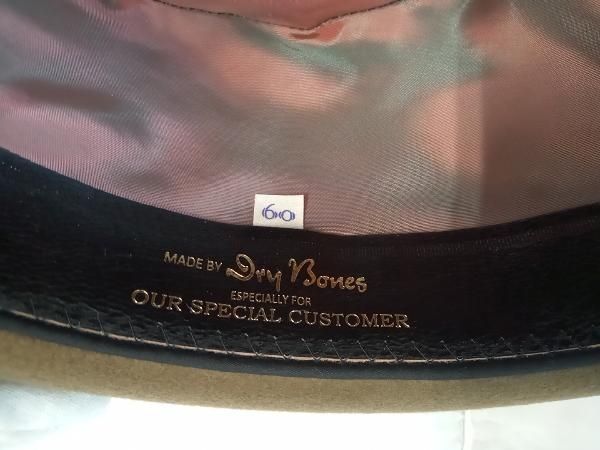 60
MADE BY Dry Bones
ESPECIALLY FOR
OUR SPECIAL CUSTOMER